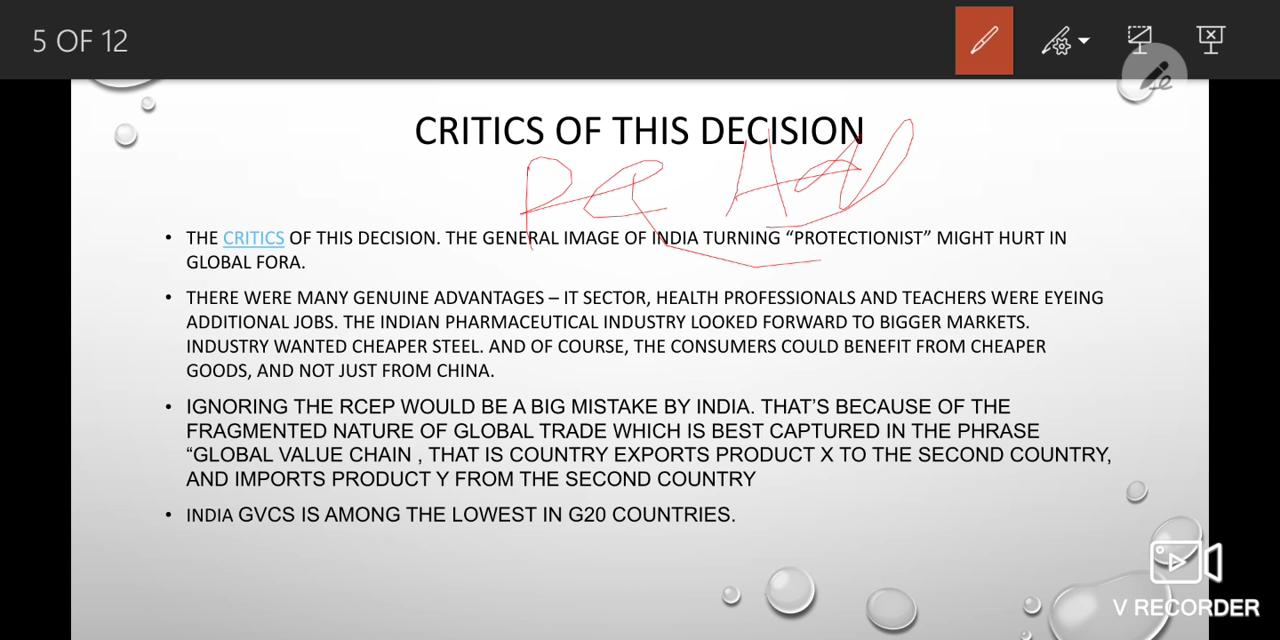 5 OF 12
CRITICS OF THIS DECISION
• THE CRITICS OF THIS DECISION. THE GENERAL IMAGE OF INDIA TURNING “PROTECTIONIST” MIGHT HURT IN
GLOBAL FORA.
• THERE WERE MANY GENUINE ADVANTAGES – IT SECTOR, HEALTH PROFESSIONALS AND TEACHERS WERE EYEING
ADDITIONAL JOBS. THE INDIAN PHARMACEUTICAL INDUSTRY LOOKED FORWARD TO BIGGER MARKETS.
INDUSTRY WANTED CHEAPER STEEL. AND OF COURSE, THE CONSUMERS COULD BENEFIT FROM CHEAPER
GOODS, AND NOT JUST FROM CHINA.
• IGNORING THE RCEP WOULD BE A BIG MISTAKE BY INDIA. THAT’S BECAUSE OF THE
FRAGMENTED NATURE OF GLOBAL TRADE WHICH IS BEST CAPTURED IN THE PHRASE
“GLOBAL VALUE CHAIN , THAT IS COUNTRY EXPORTS PRODUCT X TO THE SECOND COUNTRY,
AND IMPORTS PRODUCT Y FROM THE SECOND COUNTRY
• INDIA GVCS IS AMONG THE LOWEST IN G20 COUNTRIES.
V RECORDER